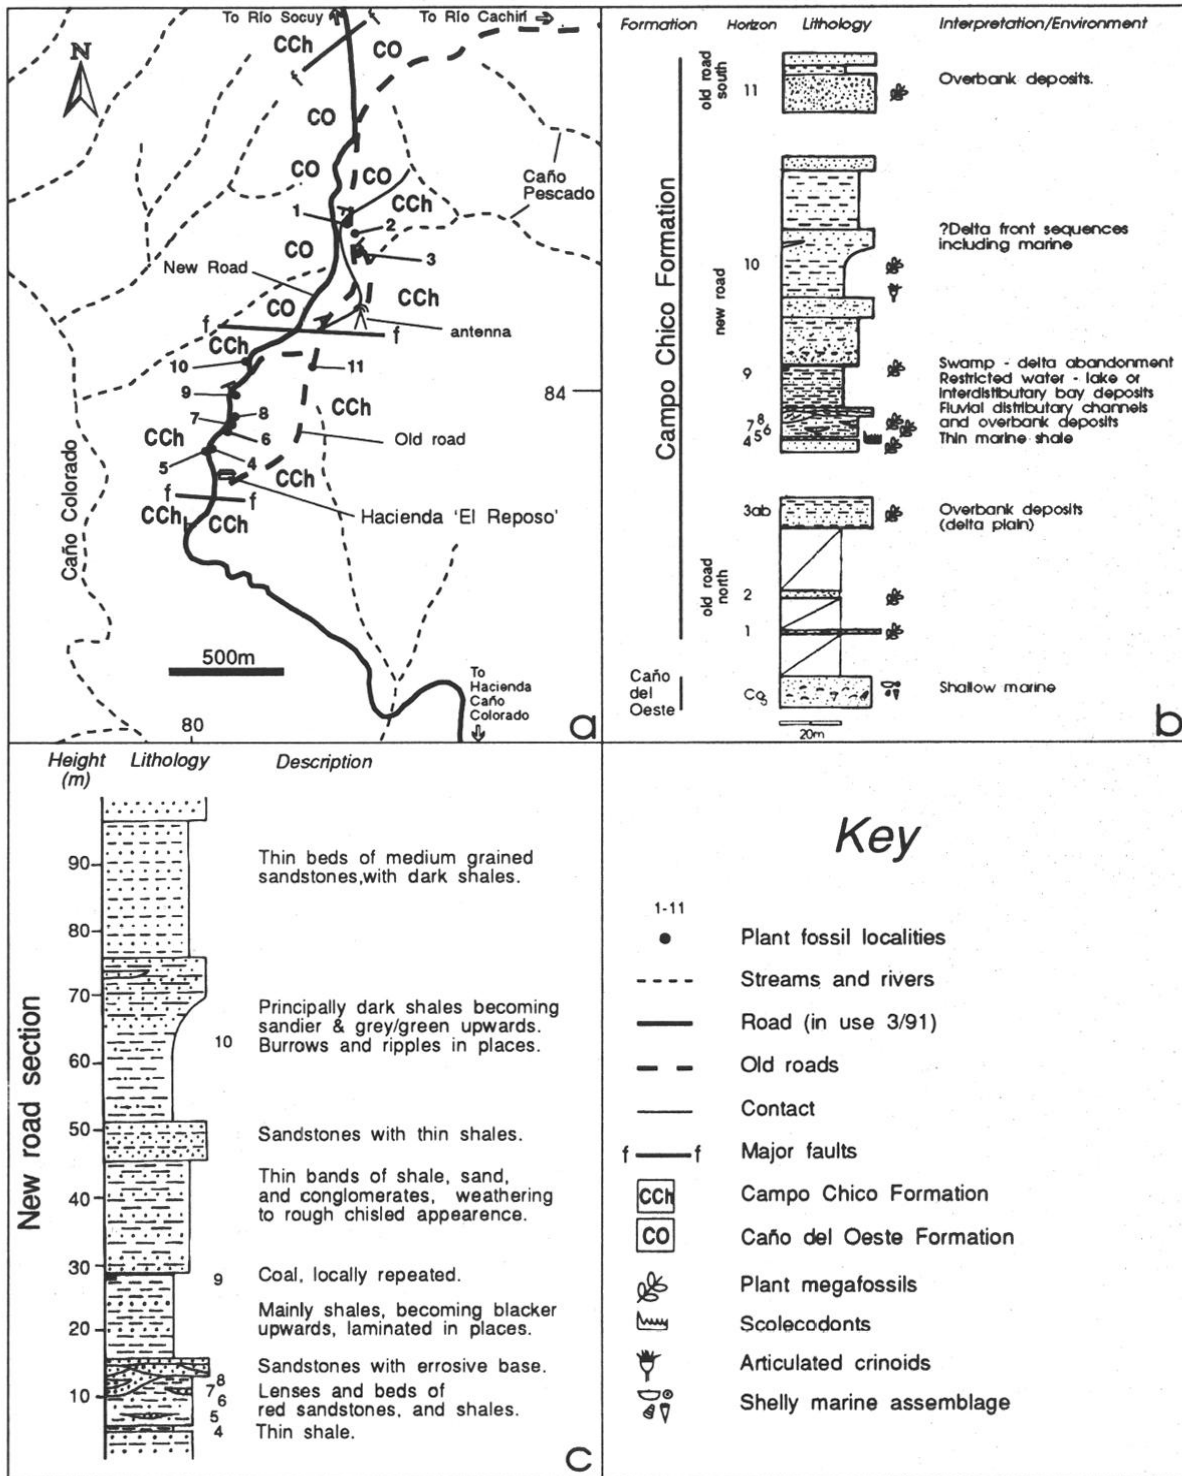 To Río Socuy
To Río Cachirí
CCh
CO
N
CO
CO
CO
Caño
Pescado
CCh
1
2
CO
3
New Road
CCh
CO
f
f
antenna
CCh
10
11
84
9
CCh
8
7
6
CCh
Old road
5
4
CCh
f
f
Hacienda 'El Reposo'
CCh
CCh
Caño Colorado
500m
To
Hacienda
Caño
Colorado
80
a
Formation Horizon Lithology Interpretation/Environment
Campo Chico Formation
old road
south
11
Overbank deposits.
new road
10
?Delta front sequences
including marine
9
Swamp - delta abandonment
Restricted water - lake or
interdistributary bay deposits
Fluvial distributary channels
78
and overbank deposits
456
Thin marine shale
3ab
Overbank deposits
(delta plain)
old road
north
2
1
Caño
del
Oeste
Co5
Shallow marine
20m
b
Height
(m)
Lithology
Description
New road section
90
Thin beds of medium grained
sandstones,with dark shales.
80
70
Principally dark shales becoming
sandier & grey/green upwards.
10
Burrows and ripples in places.
60
50
Sandstones with thin shales.
Thin bands of shale, sand,
40
and conglomerates, weathering
to rough chisled appearence.
30
9
Coal, locally repeated.
Mainly shales, becoming blacker
20
upwards, laminated in places.
Sandstones with errosive base.
8
10
7
6
Lenses and beds of
5
red sandstones, and shales.
4
Thin shale.
c
Key
1-11
Plant fossil localities
Streams and rivers
Road (in use 3/91)
Old roads
Contact
f f Major faults
CCh Campo Chico Formation
CO Caño del Oeste Formation
Plant megafossils
Scolecodonts
Articulated crinoids
Shelly marine assemblage